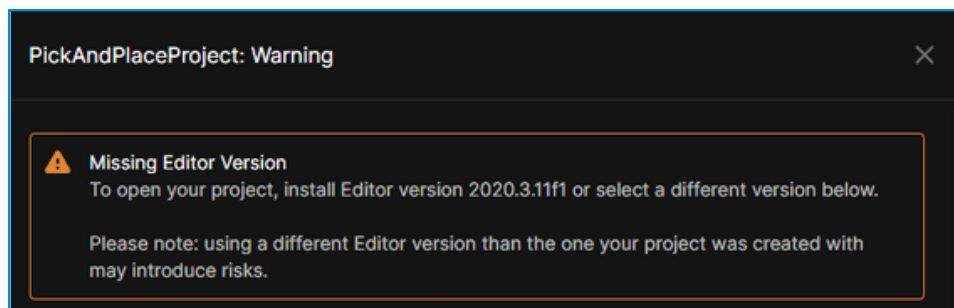 PickAndPlaceProject: Warning
Missing Editor Version
To open your project, install Editor version 2020.3.11f1 or select a different version below.
Please note: using a different Editor version than the one your project was created with
may introduce risks.